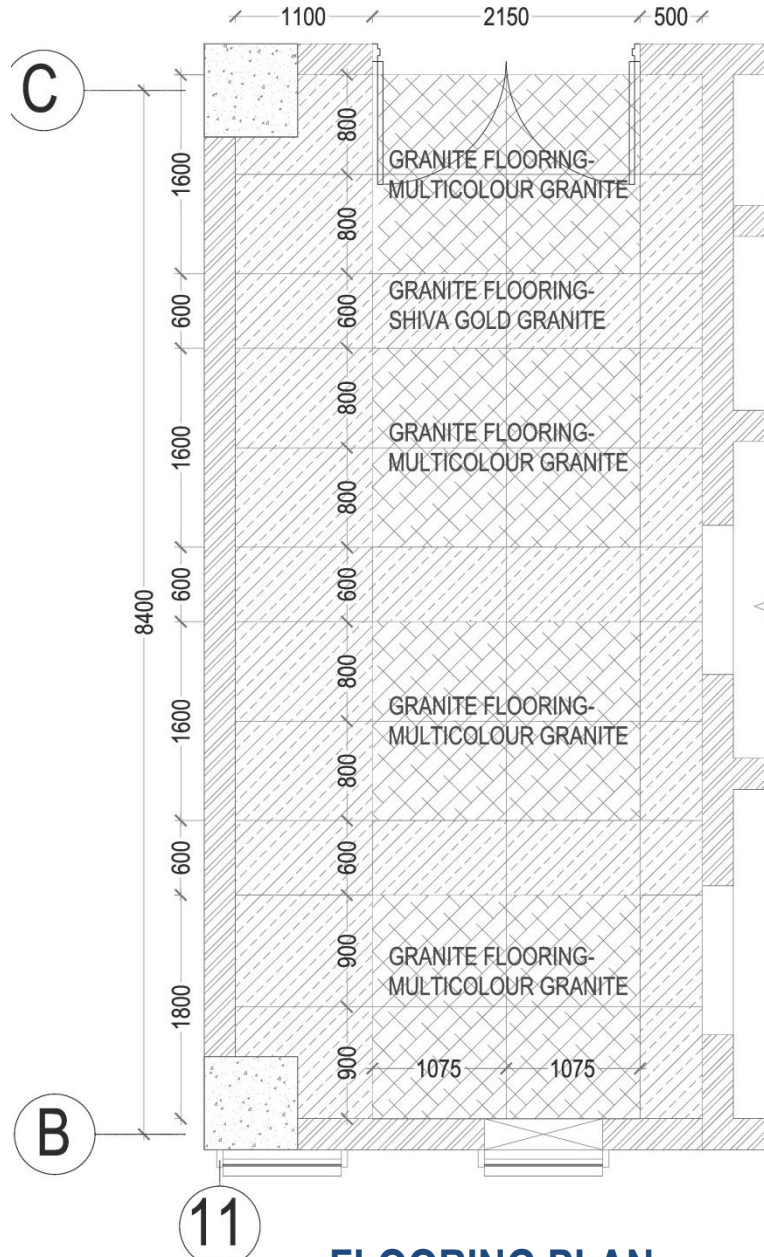 1100 2150 500
C
800
1600
GRANITE FLOORING-
MULTICOLOUR GRANITE
800
GRANITE FLOORING-
SHIVA GOLD GRANITE
600 600
800
GRANITE FLOORING-
MULTICOLOUR GRANITE
1600
800
600 600
8400
800
GRANITE FLOORING-
MULTICOLOUR GRANITE
1600
800
600 600
900
GRANITE FLOORING-
MULTICOLOUR GRANITE
1800
900
1075 1075
B
11
FLOORING PLAN